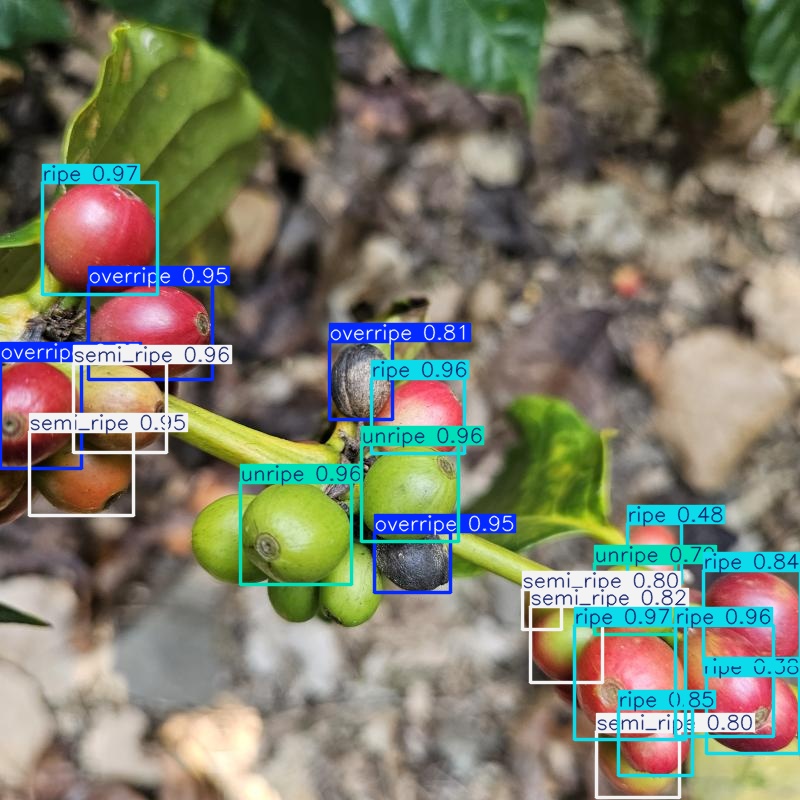 ripe 0.97
overripe 0.95
overrip
semi_ripe 0.96
semi_ripe 0.95
overripe 0.81
ripe 0.96
unripe 0.96
unripe 0.96
overripe 0.95
ripe 0.48
unripe
ripe 0.84
semi_ripe 0.80
semi_ripe 0.82
ripe 0.97
ripe 0.96
ripe 0.38
ripe 0.85
semi_ripe 0.80